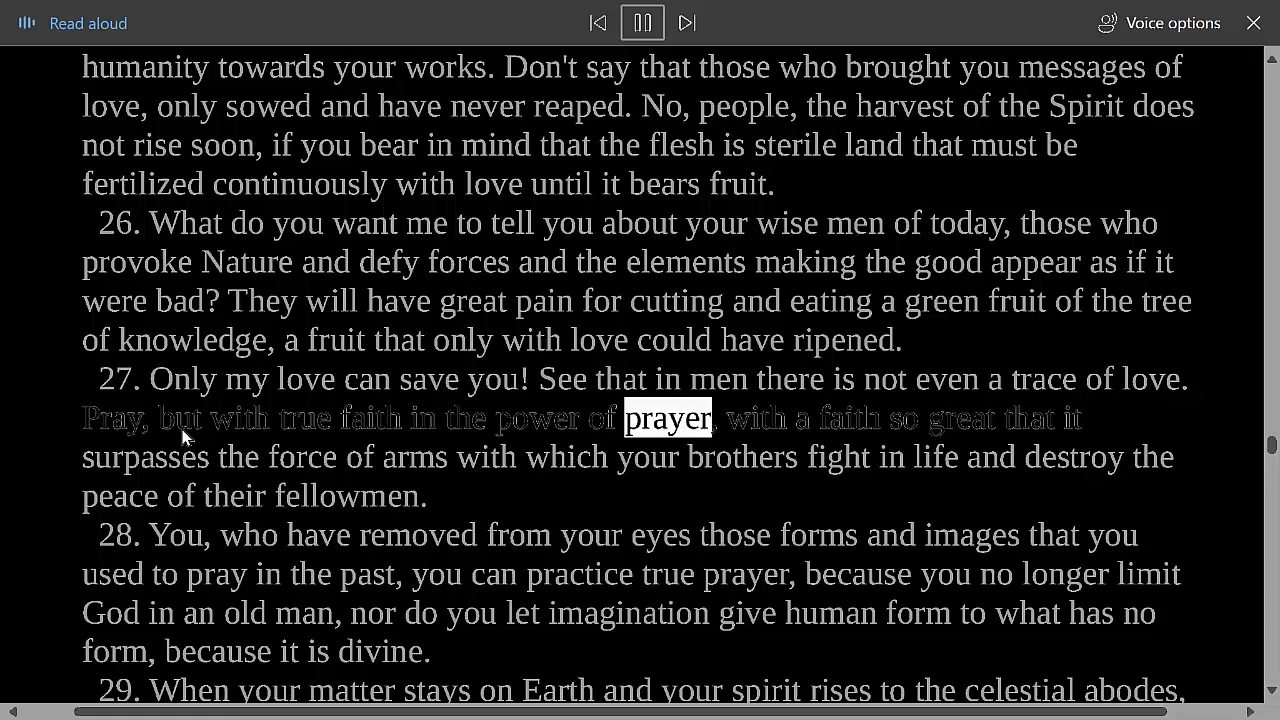 Read aloud
Voice options
humanity towards your works. Don't say that those who brought you messages of
love, only sowed and have never reaped. No, people, the harvest of the Spirit does
not rise soon, if you bear in mind that the flesh is sterile land that must be
fertilized continuously with love until it bears fruit.
26. What do you want me to tell you about your wise men of today, those who
provoke Nature and defy forces and the elements making the good appear as if it
were bad? They will have great pain for cutting and eating a green fruit of the tree
of knowledge, a fruit that only with love could have ripened.
27. Only my love can save you! See that in men there is not even a trace of love.
Pray, but with true faith in the power of prayer, with a faith so great that it
surpasses the force of arms with which your brothers fight in life and destroy the
peace of their fellowmen.
28. You, who have removed from your eyes those forms and images that you
used to pray in the past, you can practice true prayer, because you no longer limit
God in an old man, nor do you let imagination give human form to what has no
form, because it is divine.
29. When your matter stays on Earth and your spirit rises to the celestial abodes,